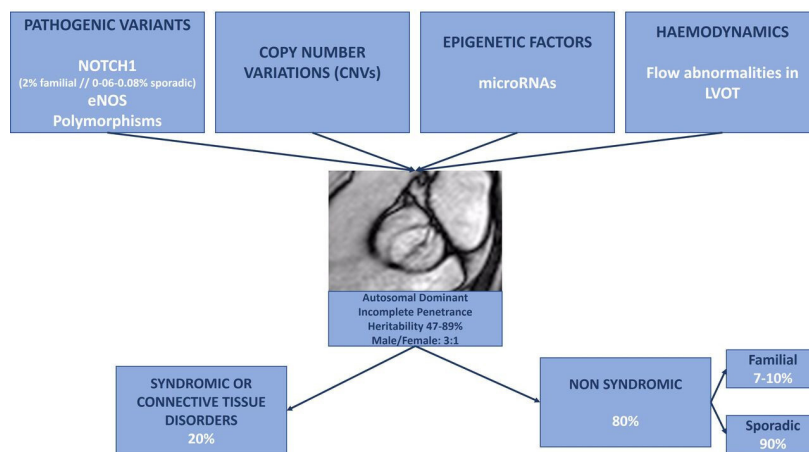 PATHOGENIC VARIANTS
NOTCH1
(2% familial // 0-06-0.08% sporadic)
eNOS
Polymorphisms
COPY NUMBER
VARIATIONS (CNVs)
EPIGENETIC FACTORS
microRNAs
HAEMODYNAMICS
Flow abnormalities in
LVOT
Autosomal Dominant
Incomplete Penetrance
Heritability 47-89%
Male/Female: 3:1
SYNDROMIC OR
CONNECTIVE TISSUE
DISORDERS
20%
NON SYNDROMIC
80%
Familial
7-10%
Sporadic
90%